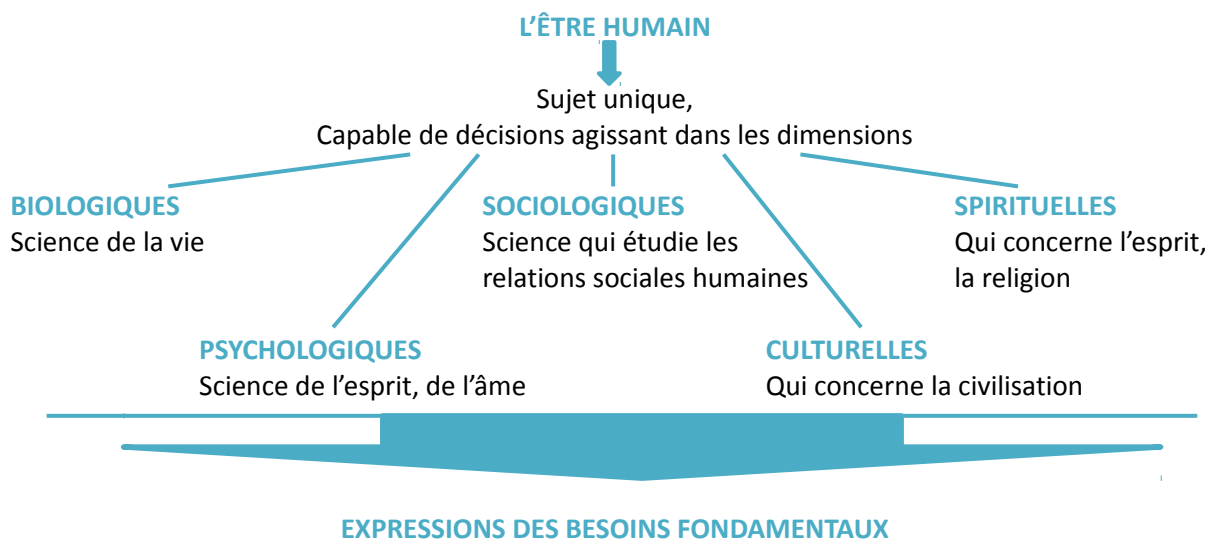 L’ÊTRE HUMAIN
Sujet unique,
Capable de décisions agissant dans les dimensions
BIOLOGIQUES
Science de la vie
SOCIOLOGIQUES
Science qui étudie les
relations sociales humaines
SPIRITUELLES
Qui concerne l’esprit,
la religion
PSYCHOLOGIQUES
Science de l’esprit, de l’âme
CULTURELLES
Qui concerne la civilisation
EXPRESSIONS DES BESOINS FONDAMENTAUX